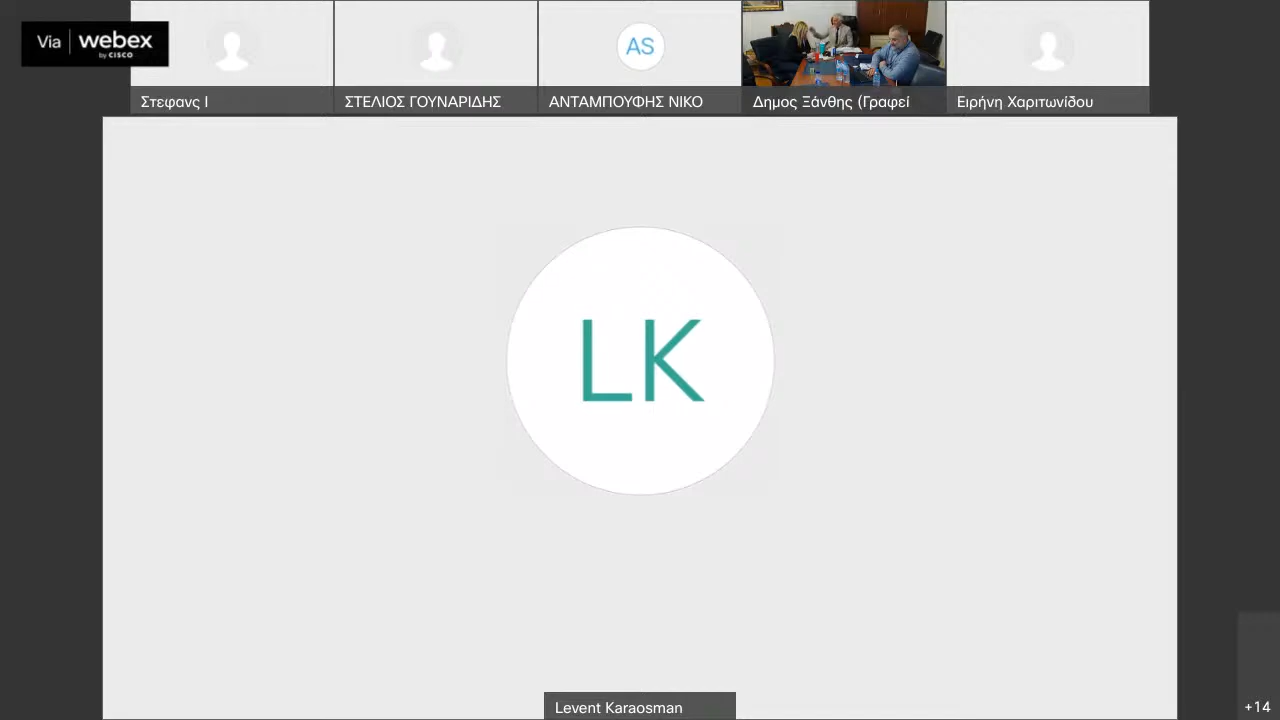 Via webex
by CISCO
AS
Στεφανς Ι
ΣΤΕΛΙΟΣ ΓΟΥΝΑΡΙΔΗΣ
ΑΝΤΑΜΠΟΥΦΗΣ ΝΙΚΟ
Δημος Ξάνθης (Γραφεί
Ειρήνη Χαριτωνίδου
LK
Levent Karaosman
+14